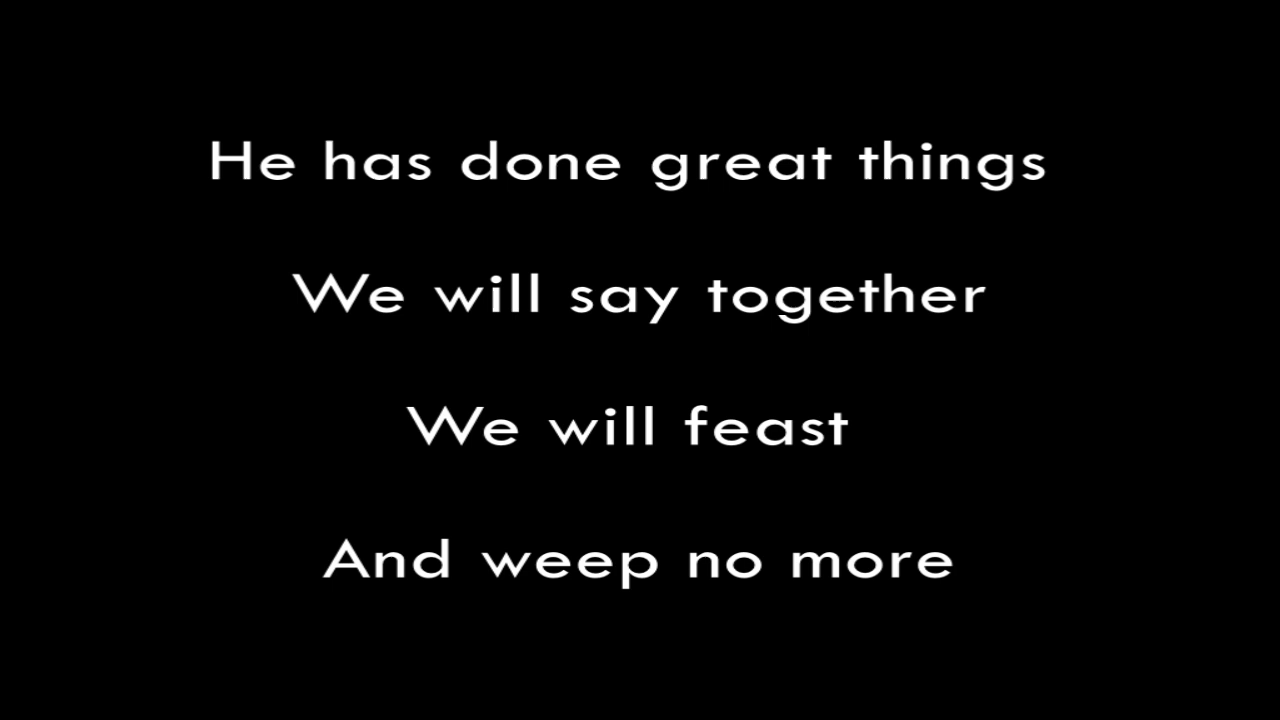 He has done great things
We will say together
We will feast
And weep no more